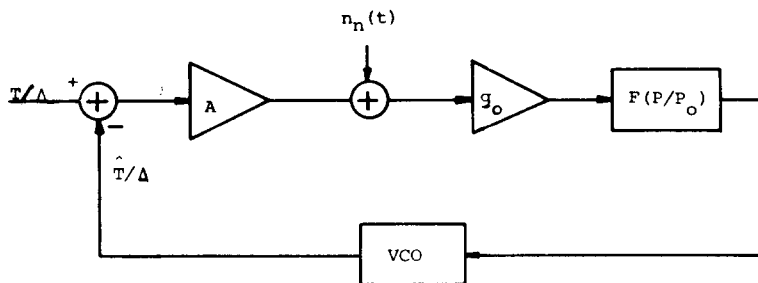 n_n(t)
T/Δ
+
+
−
A
+
g_o
F(P/P_o)
T̂/Δ
VCO